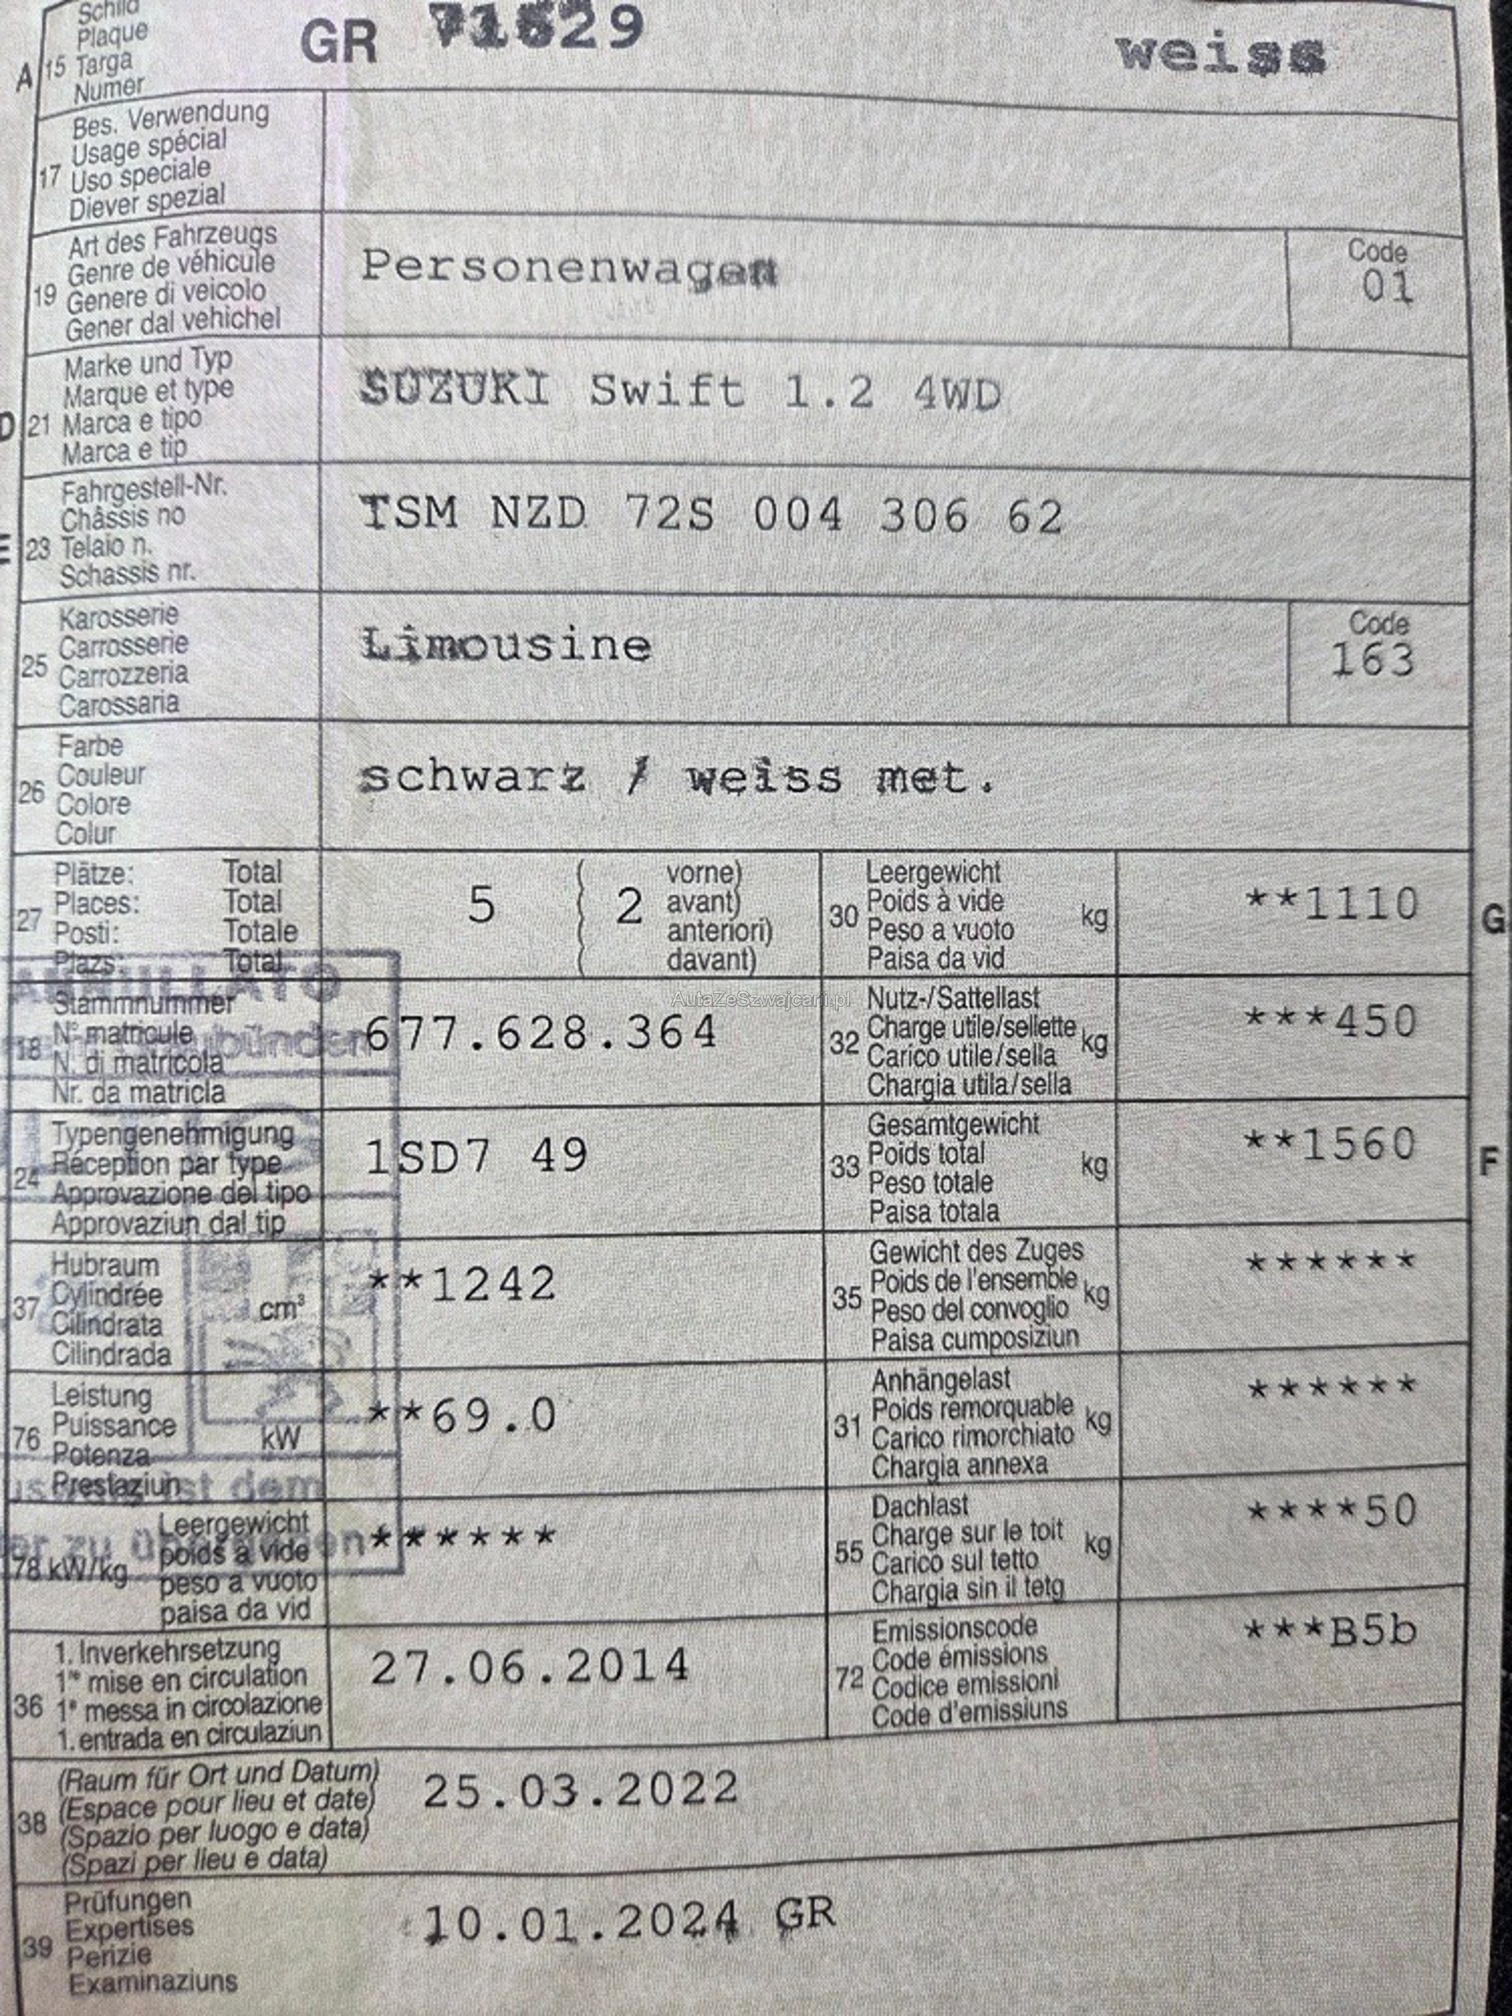 Schild
Plaque
A 15 Targa
Numer
GR 71629 weiss
Bes. Verwendung
Usage spécial
17 Uso speciale
Diever spezial
Art des Fahrzeugs
Genre de véhicule
19 Genere di veicolo
Gener dal vehichel
Personenwagen
Code
01
Marke und Typ
Marque et type
D 21 Marca e tipo
Marca e tip
SUZUKI Swift 1.2 4WD
Fahrgestell-Nr.
Châssis no
E 23 Telaio n.
Schassis nr.
TSM NZD 72S 004 306 62
Karosserie
25 Carrosserie
Carrozzeria
Carossaria
Limousine
Code
163
Farbe
26 Couleur
Colore
Colur
schwarz / weiss met.
Plätze: Total
27 Places: Total
Posti: Totale
Plazs: Total
5 ( 2 vorne)
( avant)
( anteriori)
( davant)
Leergewicht
30 Poids à vide kg
Peso a vuoto
Paisa da vid
**1110 G
ANNULLATO
Stammnummer
18 N° matricule
N. di matricola
Nr. da matricla
677.628.364
AutaZeSzwajcarii.pl
Nutz-/Sattellast
32 Charge utile/sellette kg
Carico utile/sella
Chargia utila/sella
***450
Typengenehmigung
24 Réception par type
Approvazione del tipo
Approvaziun dal tip
1SD7 49
Gesamtgewicht
33 Poids total kg
Peso totale
Paisa totala
**1560 F
Hubraum
37 Cylindrée cm³
Cilindrata
Cilindrada
**1242
Gewicht des Zuges
35 Poids de l'ensemble kg
Peso del convoglio
Paisa cumposiziun
******
Leistung
76 Puissance kW
Potenza
Prestaziun
**69.0
Anhängelast
31 Poids remorquable kg
Carico rimorchiato
Chargia annexa
******
ist dem
Leergewicht
78 kW/kg poids à vide
peso a vuoto
paisa da vid
******
Dachlast
55 Charge sur le toit kg
Carico sul tetto
Chargia sin il tetg
****50
1. Inverkehrsetzung
36 1re mise en circulation
1a messa in circolazione
1. entrada en circulaziun
27.06.2014
Emissionscode
72 Code émissions
Codice emissioni
Code d'emissiuns
***B5b
(Raum für Ort und Datum)
38 (Espace pour lieu et date)
(Spazio per luogo e data)
(Spazi per lieu e data)
25.03.2022
Prüfungen
39 Expertises
Perizie
Examinaziuns
10.01.2024 GR